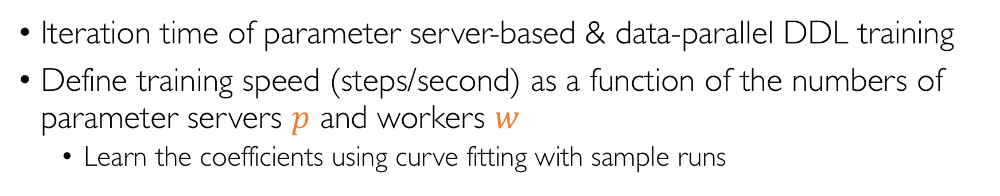 • Iteration time of parameter server-based & data-parallel DDL training
• Define training speed (steps/second) as a function of the numbers of
parameter servers p and workers w
• Learn the coefficients using curve fitting with sample runs